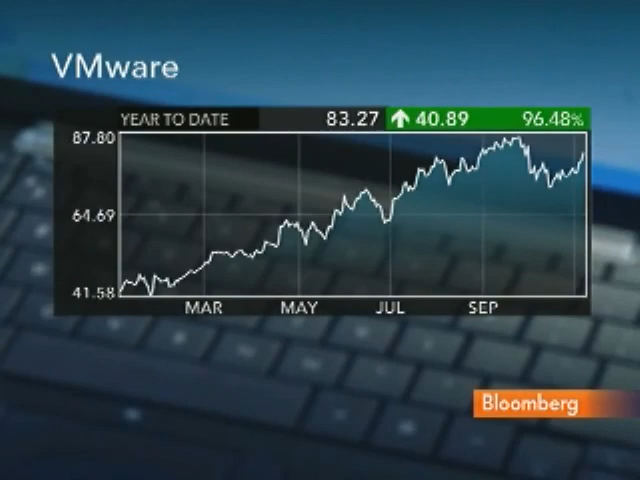 VMware
YEAR TO DATE 83.27 40.89 96.48%
87.80
64.69
41.58
MAR MAY JUL SEP
Bloomberg